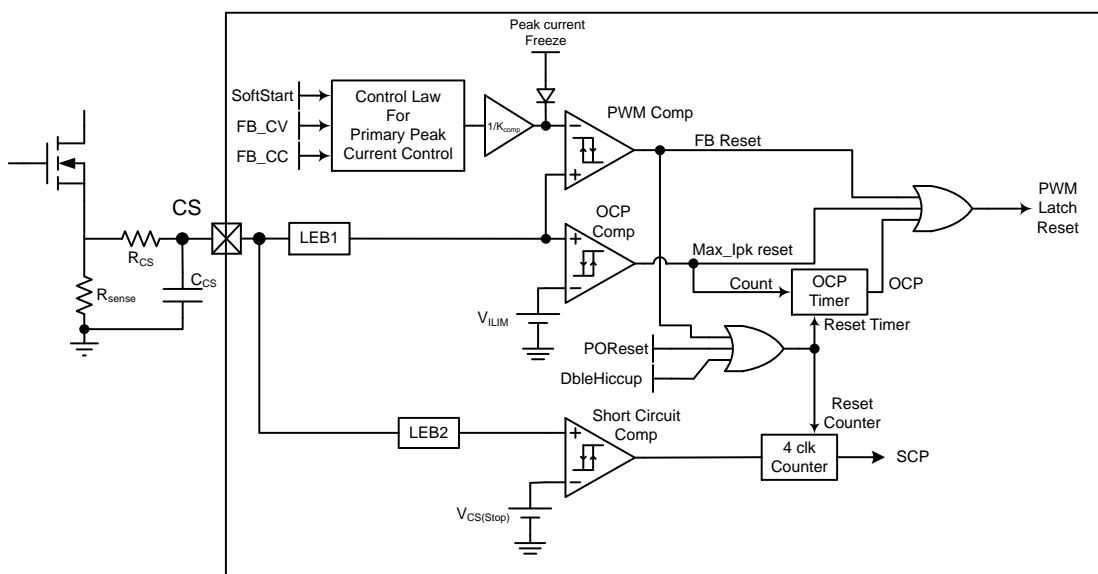 Peak current
Freeze
SoftStart
FB_CV
FB_CC
Control Law
For
Primary Peak
Current Control
1/Kcomp
PWM Comp
FB Reset
PWM
Latch
Reset
CS
LEB1
OCP
Comp
Max_Ipk reset
RCS
CCS
Rsense
Count
OCP
Timer
OCP
VILIM
Reset Timer
POReset
DbleHiccup
Reset
Counter
Short Circuit
Comp
LEB2
4 clk
Counter
SCP
VCS(Stop)